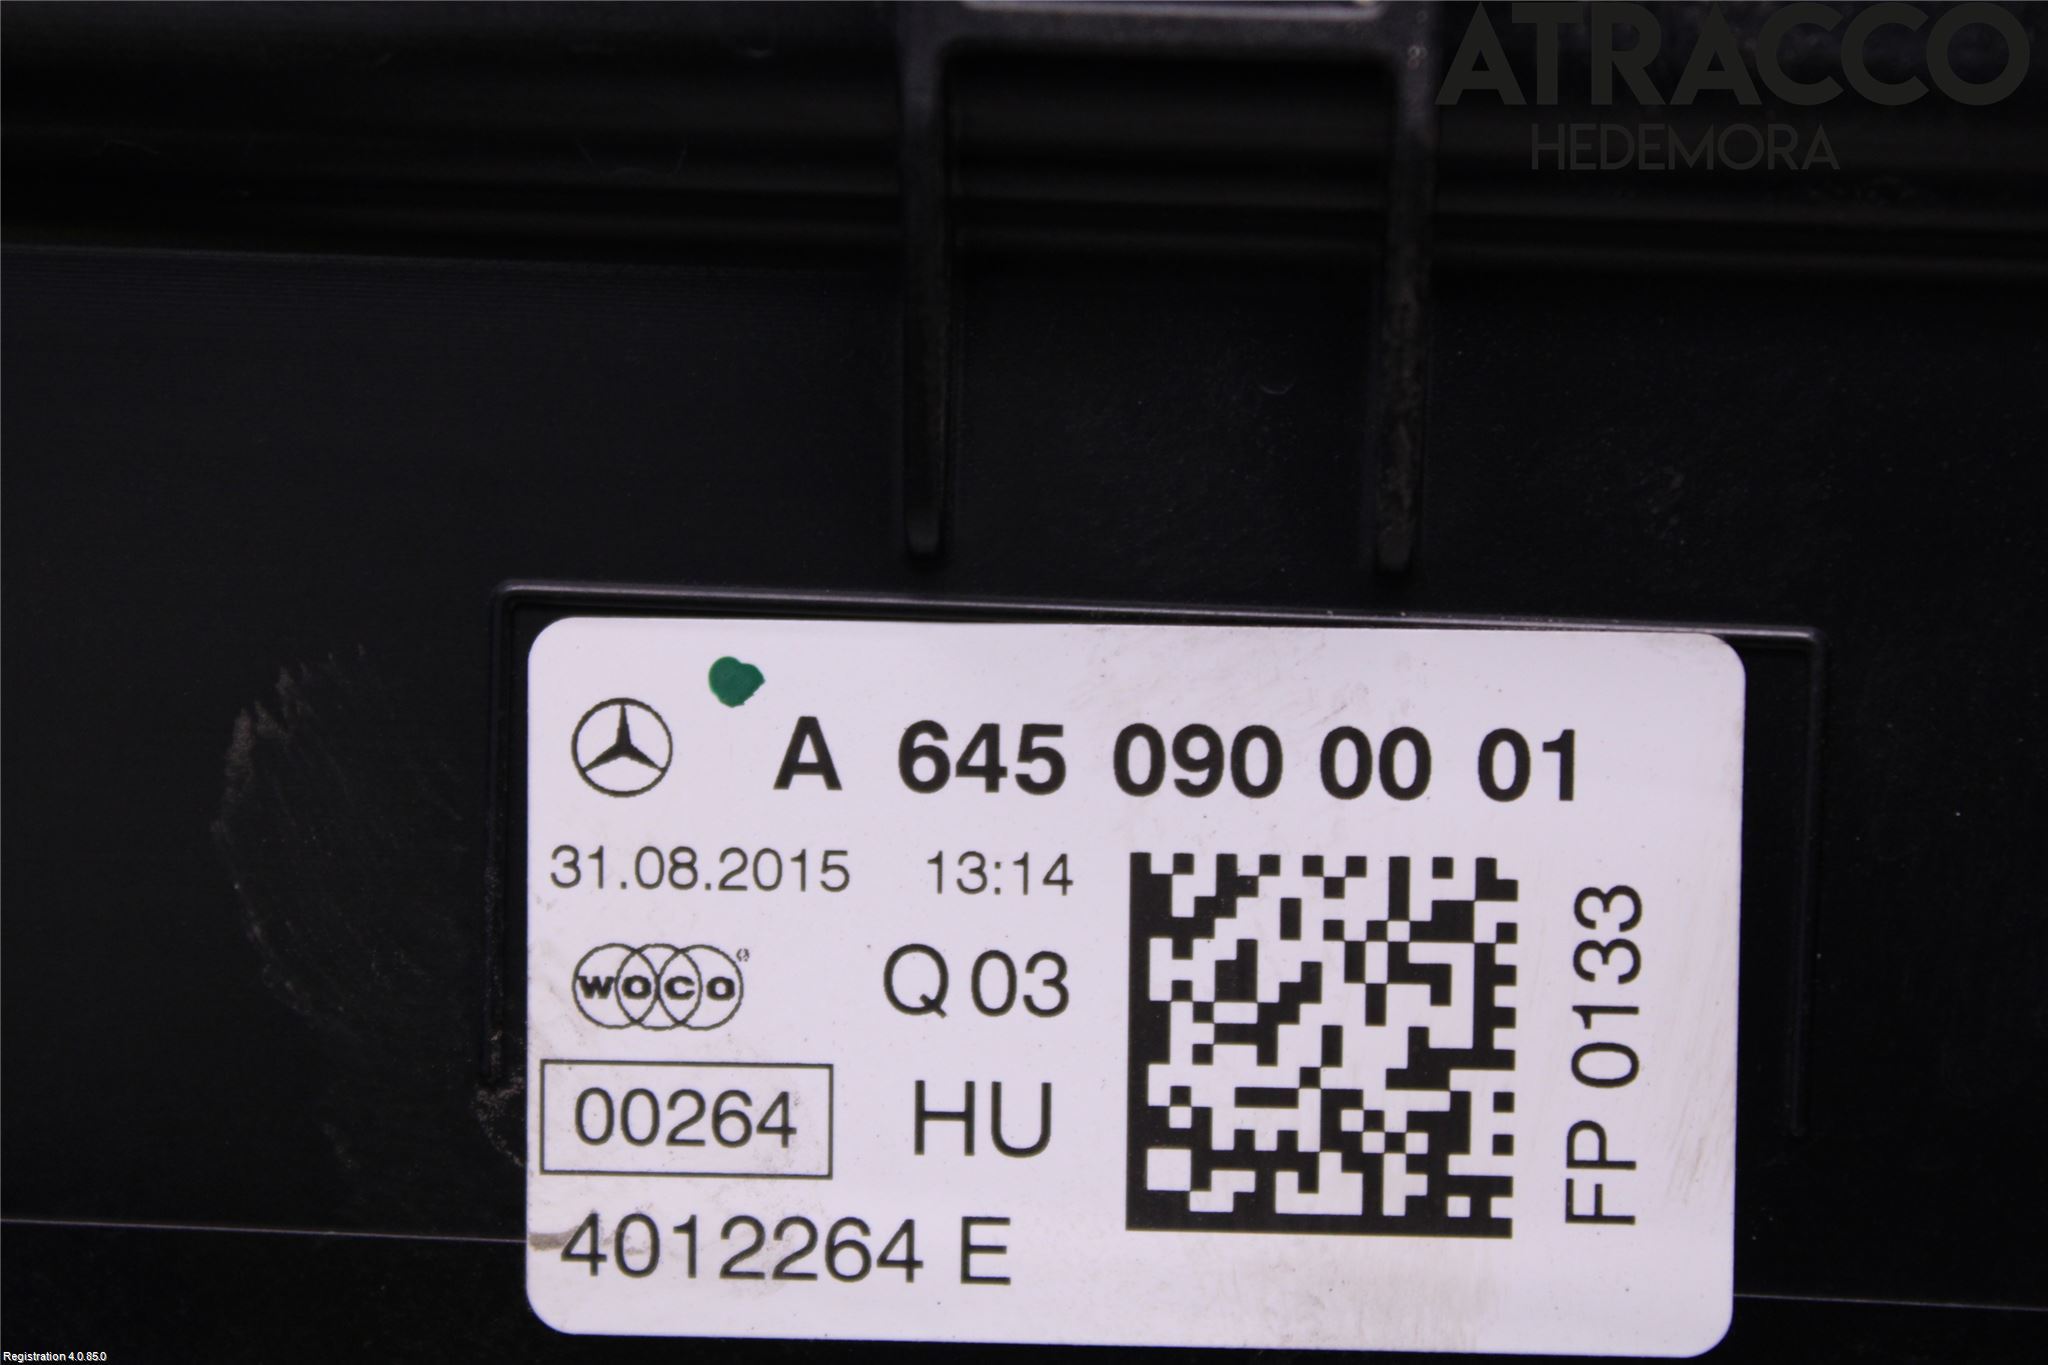 ATRACCO
HEDEMORA
A 645 090 00 01
31.08.2015 13:14
woco®
Q 03
00264
HU
4012264 E
FP 0133
Registration 4.0.85.0